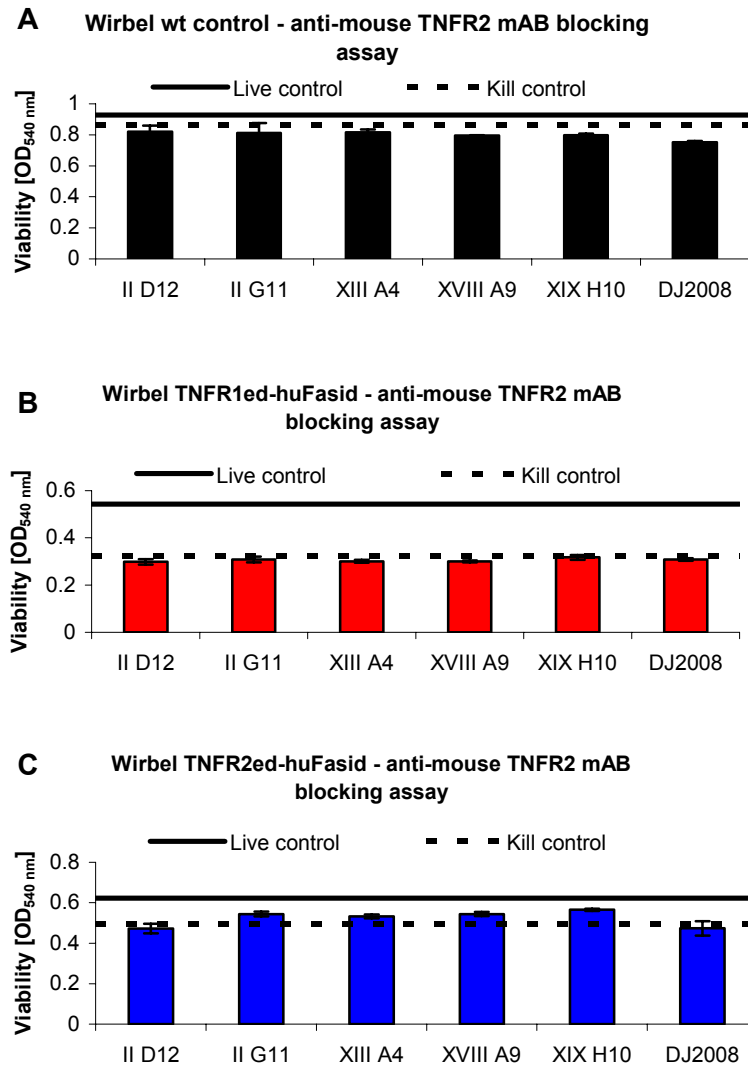 A
Wirbel wt control - anti-mouse TNFR2 mAB blocking
assay
Live control
Kill control
Viability [OD540 nm]
1
0.8
0.6
0.4
0.2
0
II D12
II G11
XIII A4
XVIII A9
XIX H10
DJ2008
B
Wirbel TNFR1ed-huFasid - anti-mouse TNFR2 mAB
blocking assay
Live control
Kill control
Viability [OD540 nm]
0.6
0.4
0.2
0
II D12
II G11
XIII A4
XVIII A9
XIX H10
DJ2008
C
Wirbel TNFR2ed-huFasid - anti-mouse TNFR2 mAB
blocking assay
Live control
Kill control
Viability [OD540 nm]
0.8
0.6
0.4
0.2
0
II D12
II G11
XIII A4
XVIII A9
XIX H10
DJ2008